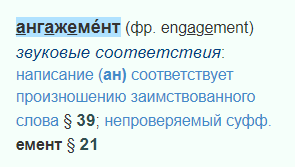 ангажеме́нт (фр. engagement)
звуковые соответствия:
написание (ан) соответствует
произношению заимствованного
слова § 39; непроверяемый суфф.
емент § 21